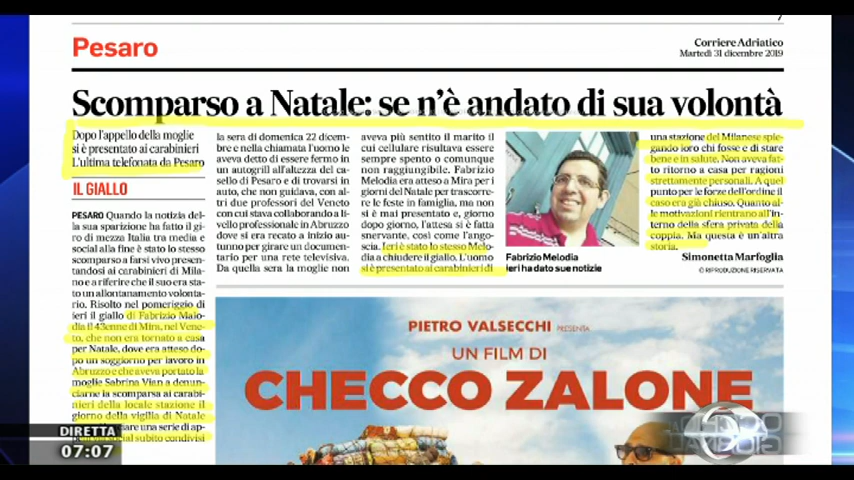 Pesaro
Corriere Adriatico
Martedì 31 dicembre 2019
Scomparso a Natale: se n'è andato di sua volontà
Dopo l'appello della moglie
si è presentato ai carabinieri
L'ultima telefonata da Pesaro
IL GIALLO
PESARO Quando la notizia del-
la sua sparizione ha fatto il gi-
ro di mezza Italia tra media e
social alla fine è stato lo stesso
scomparso a farsi vivo presen-
tandosi ai carabinieri di Mila-
no e a riferire che il suo era sta-
to un allontanamento volonta-
rio. Risolto nel pomeriggio di
ieri il giallo di Fabrizio Malo-
dia il 43enne di Mira, nel Vene-
to, che non era tornato a casa
per Natale, dove era atteso do-
po un soggiorno per lavoro in
Abruzzo e che aveva portato la
moglie Sabrina Vian a denun-
ciarne la scomparsa ai carabi-
nieri della locale stazione il
giorno della vigilia di Natale
una serie di ap-
via social subito condivisi
la sera di domenica 22 dicem-
bre e nella chiamata l'uomo le
aveva detto di essere fermo in
un autogrill all'altezza del ca-
sello di Pesaro e di trovarsi in
auto, che non guidava, con al-
tri due professori del Veneto
con cui stava collaborando a li-
vello professionale in Abruzzo
dove si era recato a inizio au-
tunno per girare un documen-
tario per una rete televisiva.
Da quella sera la moglie non
aveva più sentito il marito il
cui cellulare risultava essere
sempre spento o comunque
non raggiungibile. Fabrizio
Melodia era atteso a Mira per i
giorni del Natale per trascorre-
re le feste in famiglia, ma non
si è mai presentato e, giorno
dopo giorno, l'attesa si è fatta
snervante, così come l'ango-
scia. Ieri è stato lo stesso Melo-
dia a chiudere il giallo. L'uomo
si è presentato ai carabinieri di
Fabrizio Melodia
ieri ha dato sue notizie
una stazione del Milanese spie-
gando loro chi fosse e di stare
bene e in salute. Non aveva fat-
to ritorno a casa per ragioni
strettamente personali. A quel
punto per le forze dell'ordine il
caso era già chiuso. Quanto al-
le motivazioni rientrano all'in-
terno della sfera privata della
coppia. Ma questa è un'altra
storia.
Simonetta Marfoglia
© RIPRODUZIONE RISERVATA
PIETRO VALSECCHI PRESENTA
UN FILM DI
CHECCO ZALONE
DIRETTA
07:07